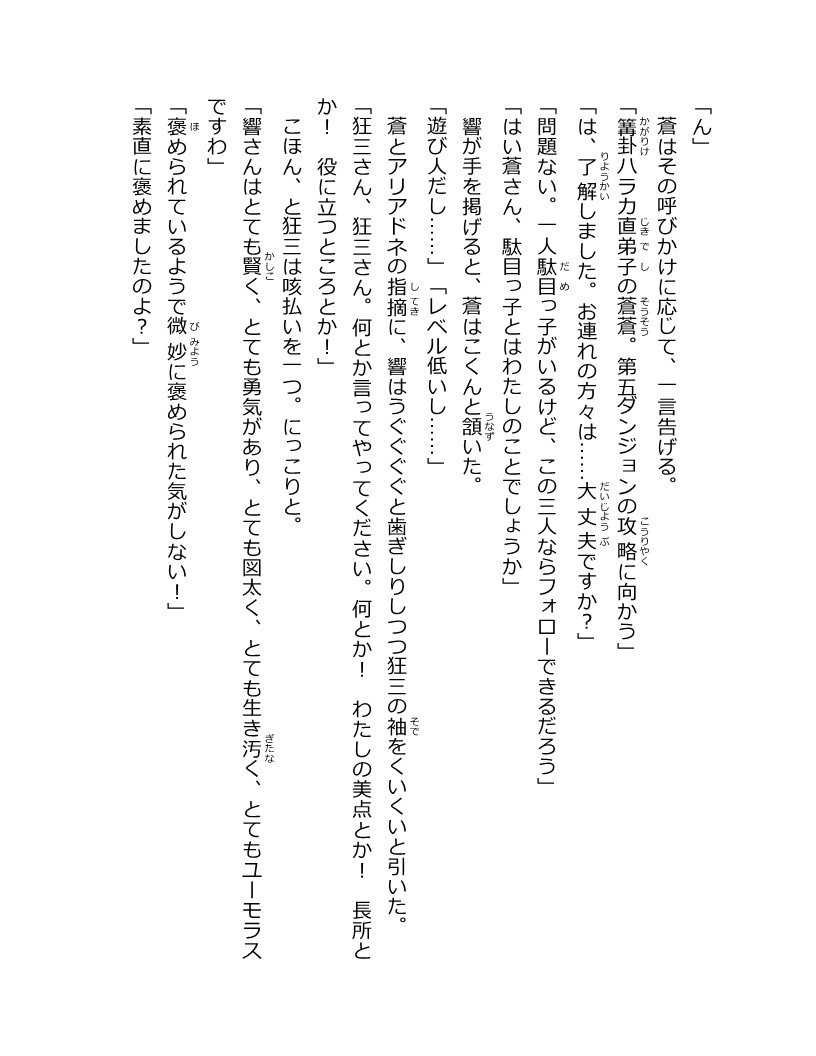 「ん」
　蒼はその呼びかけに応じて、一言告げる。
「篝卦ハラカ直弟子の蒼蒼。第五ダンジョンの攻略に向かう」
「は、了解しました。お連れの方々は……大丈夫ですか？」
「問題ない。一人駄目っ子がいるけど、この三人ならフォローできるだろう」
「はい蒼さん、駄目っ子とはわたしのことでしょうか」
　響が手を掲げると、蒼はこくんと頷いた。
「遊び人だし……」「レベル低いし……」
　蒼とアリアドネの指摘に、響はうぐぐぐぐと歯ぎしりしつつ狂三の袖をくいくいと引いた。
「狂三さん、狂三さん。何とか言ってやってください。何とか！　わたしの美点とか！　長所と
か！　役に立つところとか！」
　こほん、と狂三は咳払いを一つ。にっこりと。
「響さんはとても賢く、とても勇気があり、とても図太く、とても生き汚く、とてもユーモラス
ですわ」
「褒められているようで微妙に褒められた気がしない！」
「素直に褒めましたのよ？」